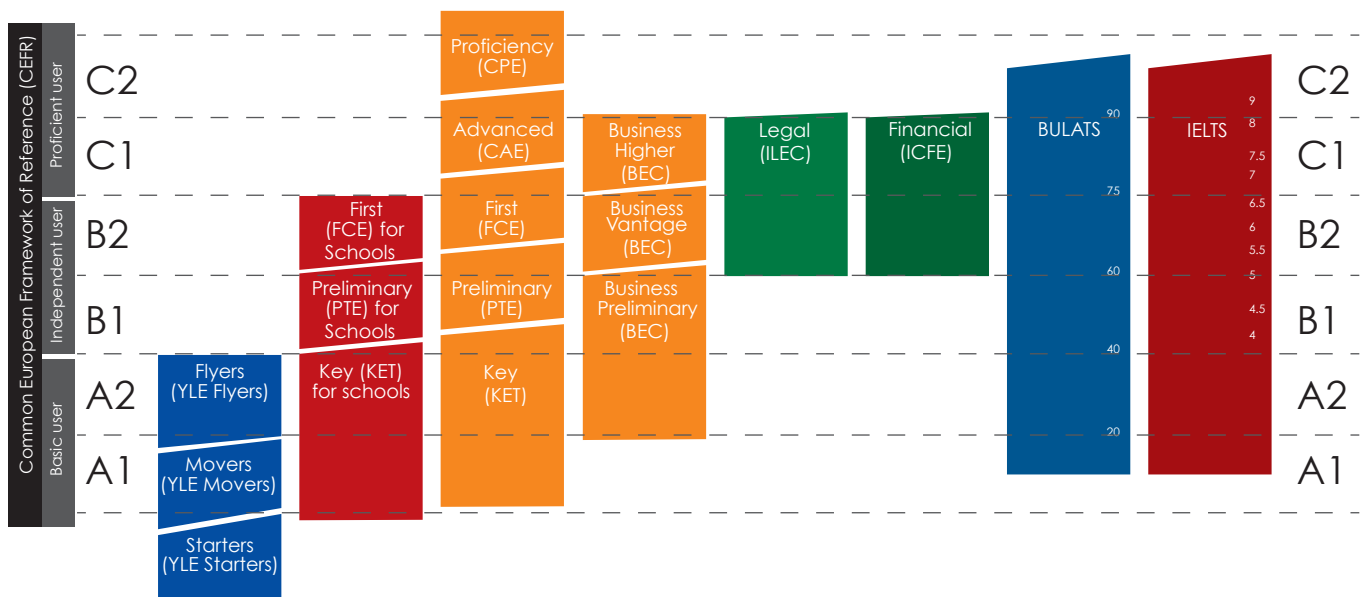 Common European Framework of Reference (CEFR)
Proficient user
Independent user
Basic user
C2
C1
B2
B1
A2
A1
Flyers
(YLE Flyers)
Movers
(YLE Movers)
Starters
(YLE Starters)
First
(FCE) for
Schools
Preliminary
(PTE) for
Schools
Key (KET)
for schools
Proficiency
(CPE)
Advanced
(CAE)
First
(FCE)
Preliminary
(PTE)
Key
(KET)
Business
Higher
(BEC)
Business
Vantage
(BEC)
Business
Preliminary
(BEC)
Legal
(ILEC)
Financial
(ICFE)
BULATS
90
75
60
40
20
IELTS
9
8
7.5
7
6.5
6
5.5
5
4.5
4
C2
C1
B2
B1
A2
A1